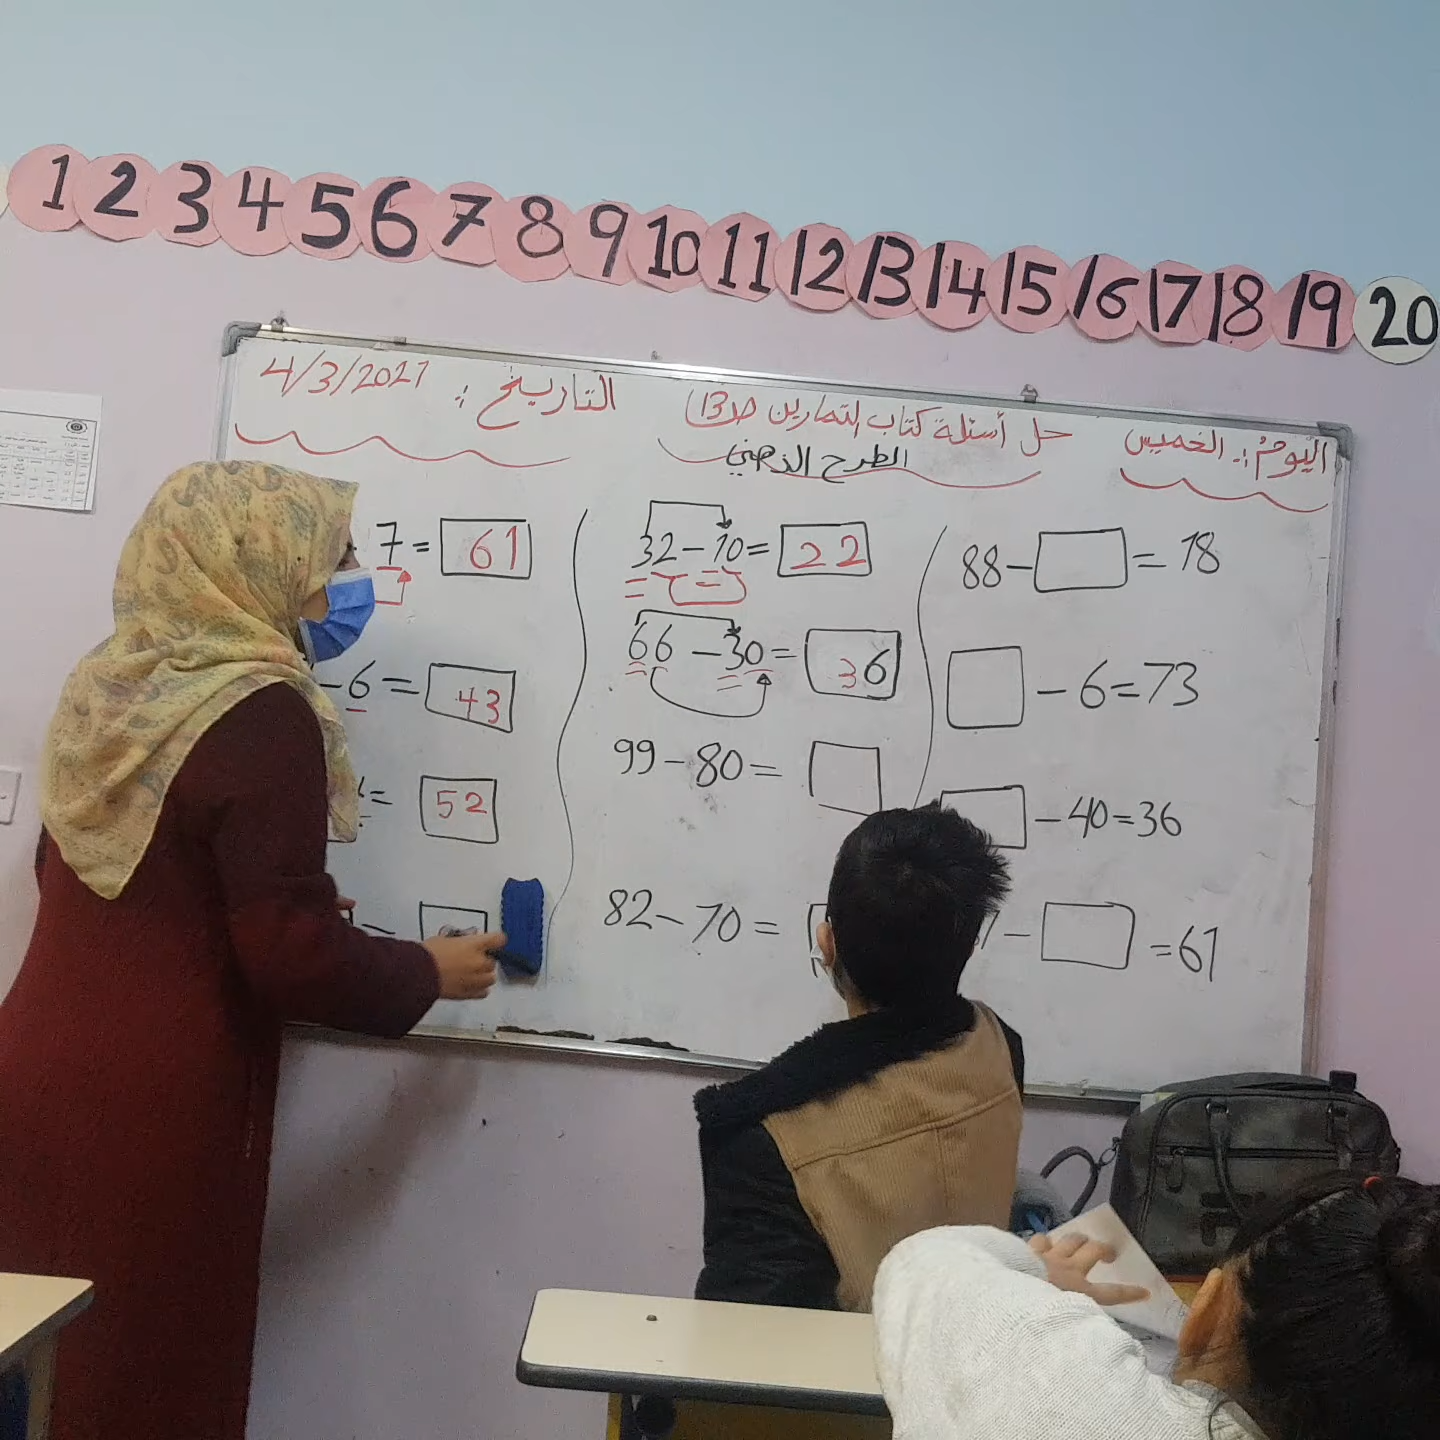 1 2 3 4 5 6 7 8 9 10 11 12 13 14 15 16 17 18 19 20
اليوم :. الخميس
حل أسئلة كتاب التمارين ص13
الطرح الذهني
التاريخ :. 4/3/2021
7 = 61
- 6 = 43
= 52
=
32 - 10 = 22
66 - 30 = 36
99 - 80 =
82 - 70 =
88 - = 18
- 6 = 73
- 40 = 36
- = 61